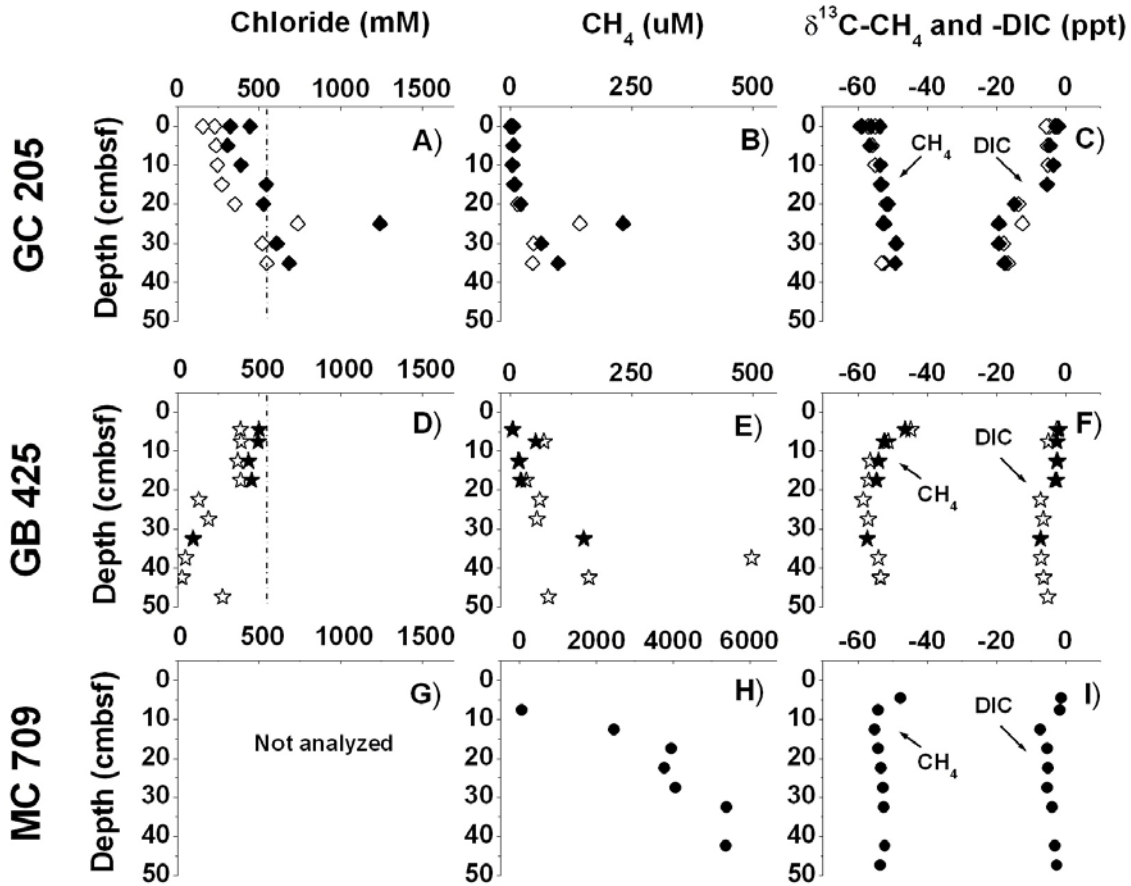 Chloride (mM) CH₄ (uM) δ¹³C-CH₄ and -DIC (ppt)
0 500 1000 1500 0 250 500 -60 -40 -20 0
GC 205
Depth (cmbsf)
0
10
20
30
40
50
A) B) C)
CH₄ DIC
0 500 1000 1500 0 250 500 -60 -40 -20 0
GB 425
Depth (cmbsf)
0
10
20
30
40
50
D) E) F)
DIC
CH₄
0 500 1000 1500 0 2000 4000 6000 -60 -40 -20 0
MC 709
Depth (cmbsf)
0
10
20
30
40
50
G) H) I)
Not analyzed
DIC
CH₄